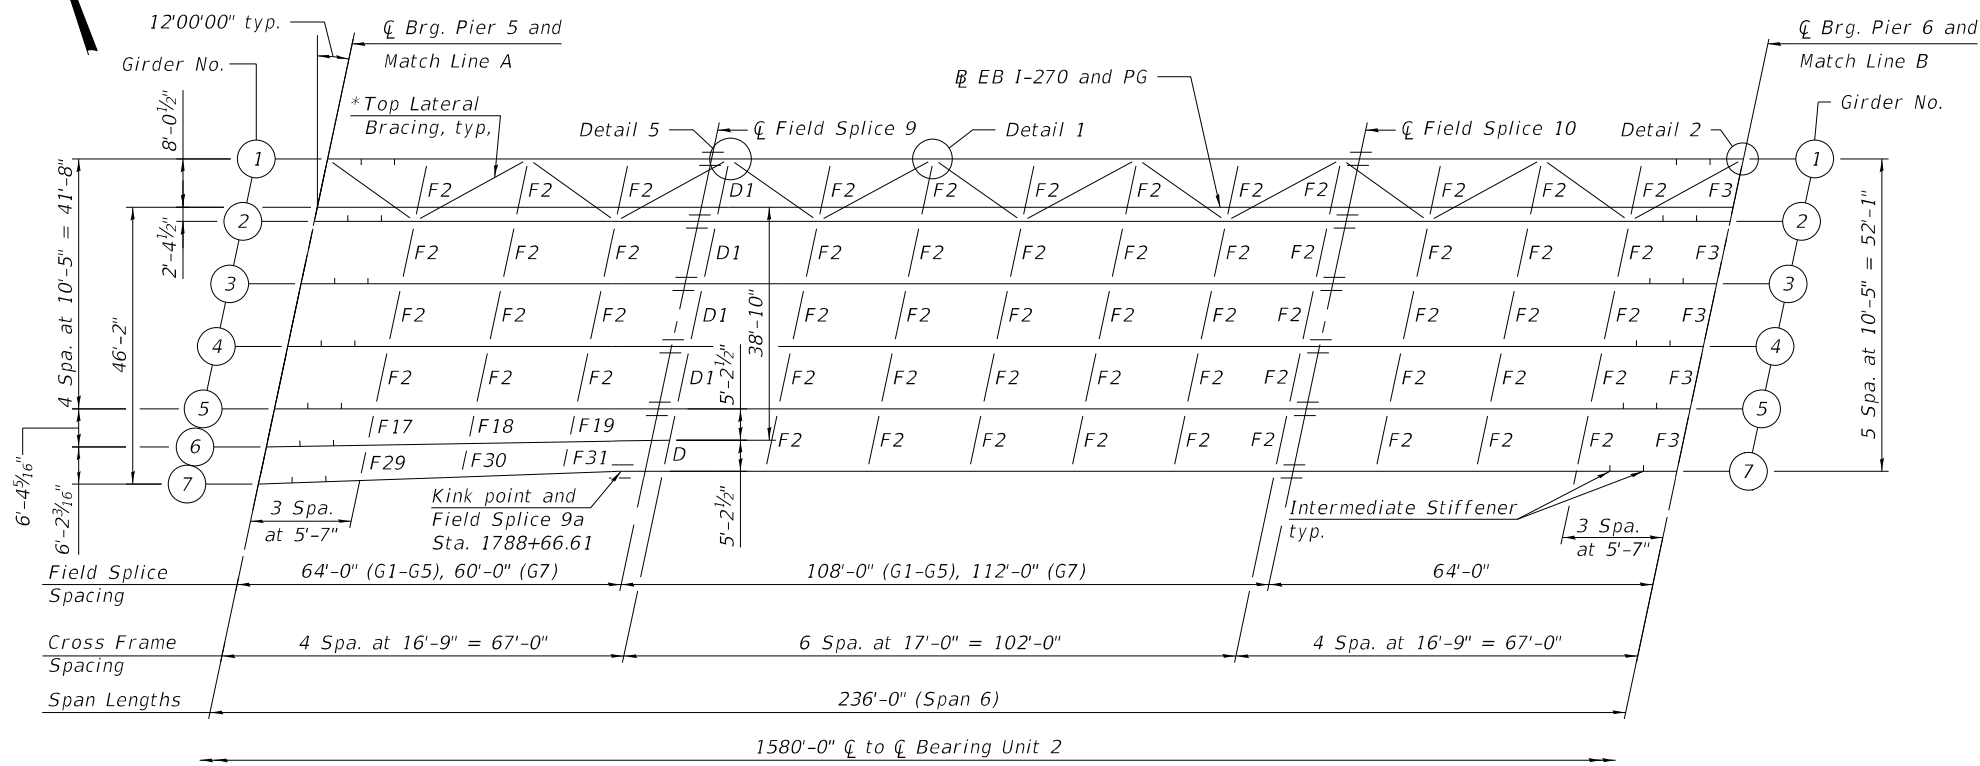 12'00'00" typ.
℄ Brg. Pier 5 and
Match Line A
℄ Brg. Pier 6 and
Match Line B
Girder No.
Girder No.
*Top Lateral
Bracing, typ,
Detail 5
℄ Field Splice 9
Detail 1
B̲L̲ EB I-270 and PG
℄ Field Splice 10
Detail 2
8'-0½"
2'-4½"
4 Spa. at 10'-5" = 41'-8"
46'-2"
6'-4⁵⁄₁₆"
6'-2³⁄₁₆"
38'-10"
5'-2½"
5'-2½"
5 Spa. at 10'-5" = 52'-1"
1 F2 F2 F2 D1 F2 F2 F2 F2 F2 F2 F2 F2 F3 1
2 F2 F2 F2 D1 F2 F2 F2 F2 F2 F2 F2 F2 F2 F3 2
3 F2 F2 F2 D1 F2 F2 F2 F2 F2 F2 F2 F2 F2 F3 3
4 F2 F2 F2 D1 F2 F2 F2 F2 F2 F2 F2 F2 F2 F3 4
5 F17 F18 F19 F2 F2 F2 F2 F2 F2 F2 F2 F2 F3 5
6 F29 F30 F31 D
7 7
Kink point and
Field Splice 9a
Sta. 1788+66.61
Intermediate Stiffener
typ.
3 Spa.
at 5'-7"
3 Spa.
at 5'-7"
Field Splice
Spacing
64'-0" (G1-G5), 60'-0" (G7)
108'-0" (G1-G5), 112'-0" (G7)
64'-0"
Cross Frame
Spacing
4 Spa. at 16'-9" = 67'-0"
6 Spa. at 17'-0" = 102'-0"
4 Spa. at 16'-9" = 67'-0"
Span Lengths
236'-0" (Span 6)
1580'-0" ℄ to ℄ Bearing Unit 2